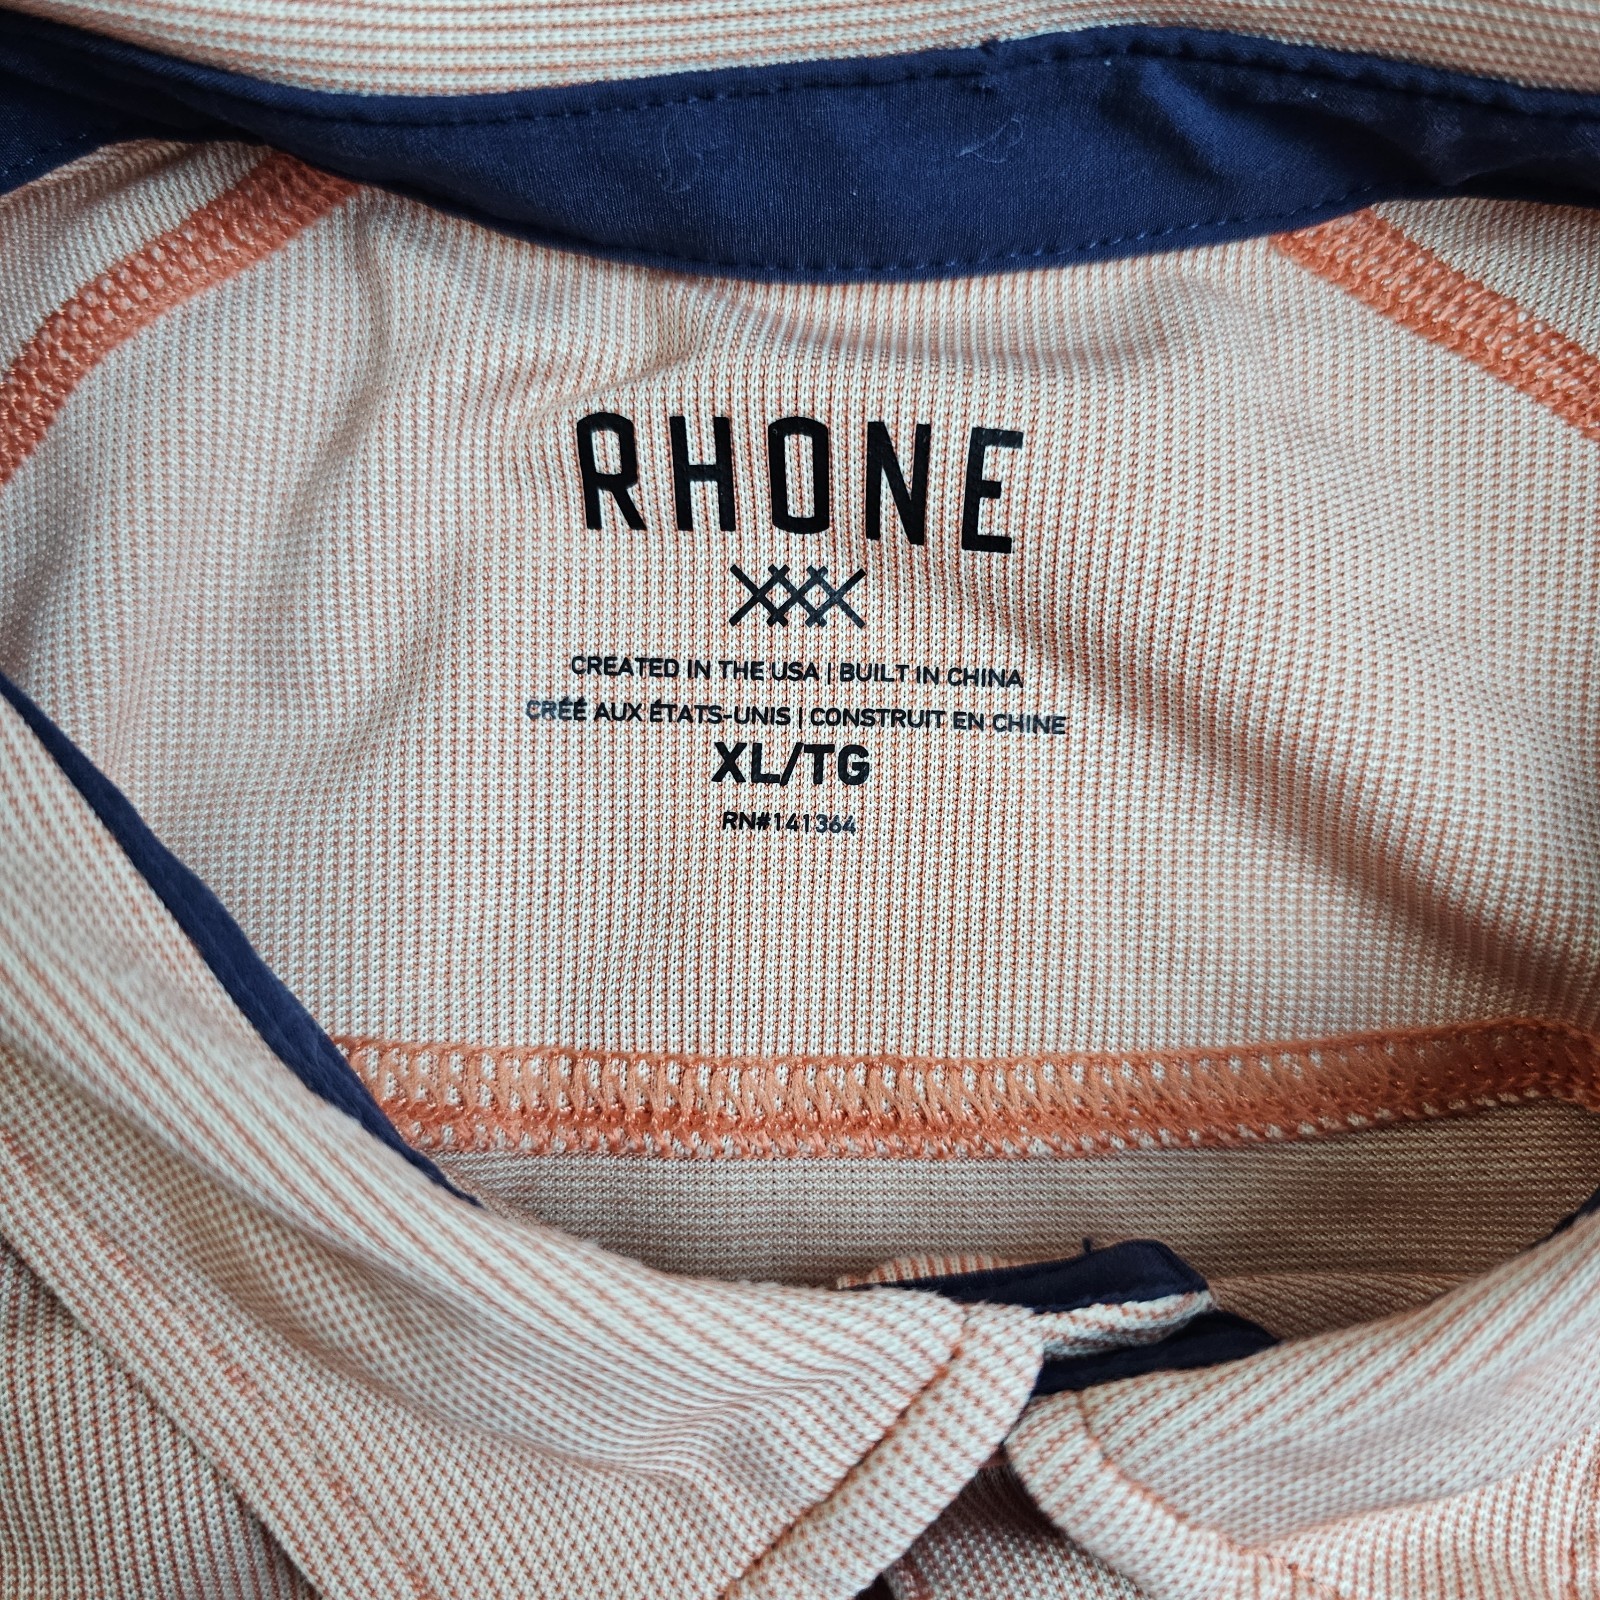 RHONE
CREATED IN THE USA | BUILT IN CHINA
CRÉÉ AUX ÉTATS-UNIS | CONSTRUIT EN CHINE
XL/TG
RN#141364